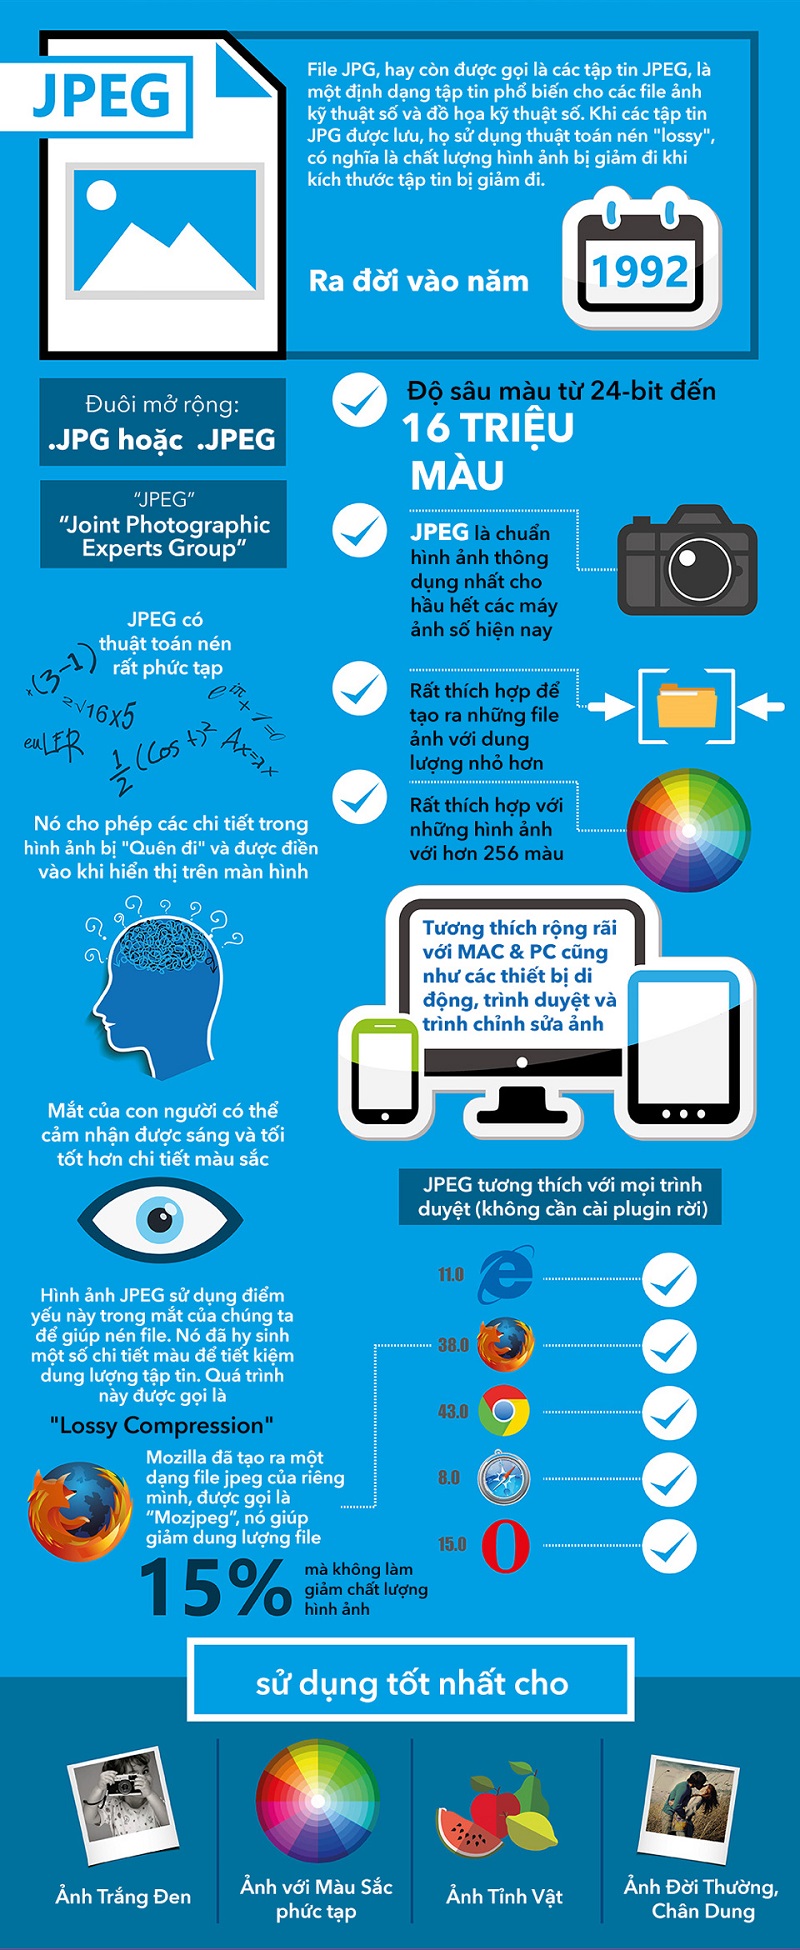 JPEG
File JPG, hay còn được gọi là các tập tin JPEG, là
một định dạng tập tin phổ biến cho các file ảnh
kỹ thuật số và đồ họa kỹ thuật số. Khi các tập tin
JPG được lưu, họ sử dụng thuật toán nén "lossy",
có nghĩa là chất lượng hình ảnh bị giảm đi khi
kích thước tập tin bị giảm đi.
Ra đời vào năm
1992
Đuôi mở rộng:
.JPG hoặc .JPEG
"JPEG"
"Joint Photographic
Experts Group"
Độ sâu màu từ 24-bit đến
16 TRIỆU
MÀU
JPEG là chuẩn
hình ảnh thông
dụng nhất cho
hầu hết các máy
ảnh số hiện nay
Rất thích hợp để
tạo ra những file
ảnh với dung
lượng nhỏ hơn
Rất thích hợp với
những hình ảnh
với hơn 256 màu
JPEG có
thuật toán nén
rất phức tạp
(3-1)
2√16x5
euLER
1/2 (Cos t)²
Nó cho phép các chi tiết trong
hình ảnh bị "Quên đi" và được điền
vào khi hiển thị trên màn hình
Tương thích rộng rãi
với MAC & PC cũng
như các thiết bị di
động, trình duyệt và
trình chỉnh sửa ảnh
Mắt của con người có thể
cảm nhận được sáng và tối
tốt hơn chi tiết màu sắc
JPEG tương thích với mọi trình
duyệt (không cần cài plugin rời)
11.0
38.0
43.0
8.0
15.0
Hình ảnh JPEG sử dụng điểm
yếu này trong mắt của chúng ta
để giúp nén file. Nó đã hy sinh
một số chi tiết màu để tiết kiệm
dung lượng tập tin. Quá trình
này được gọi là
"Lossy Compression"
Mozilla đã tạo ra một
dạng file jpeg của riêng
mình, được gọi là
"Mozjpeg", nó giúp
giảm dung lượng file
15%
mà không làm
giảm chất lượng
hình ảnh
sử dụng tốt nhất cho
Ảnh Trắng Đen
Ảnh với Màu Sắc
phức tạp
Ảnh Tỉnh Vật
Ảnh Đời Thường,
Chân Dung